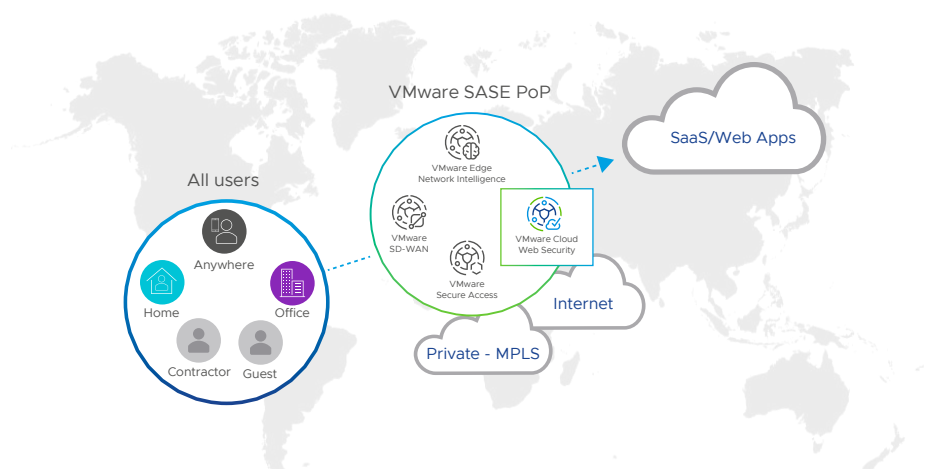 VMware SASE PoP
VMware Edge
Network Intelligence
VMware
SD-WAN
VMware Cloud
Web Security
VMware
Secure Access
SaaS/Web Apps
All users
Anywhere
Home
Office
Contractor
Guest
Internet
Private - MPLS